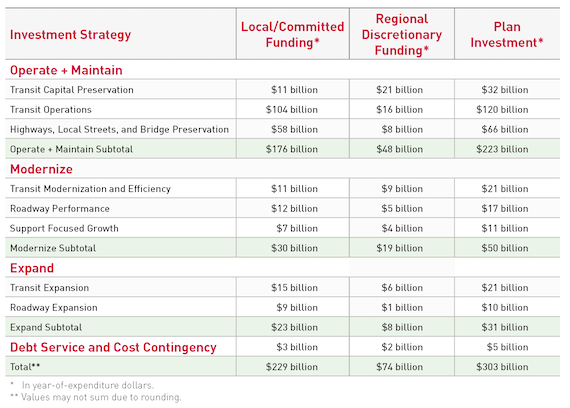 Investment Strategy Local/Committed Funding* Regional Discretionary Funding* Plan Investment*
Operate + Maintain
Transit Capital Preservation $11 billion $21 billion $32 billion
Transit Operations $104 billion $16 billion $120 billion
Highways, Local Streets, and Bridge Preservation $58 billion $8 billion $66 billion
Operate + Maintain Subtotal $176 billion $48 billion $223 billion
Modernize
Transit Modernization and Efficiency $11 billion $9 billion $21 billion
Roadway Performance $12 billion $5 billion $17 billion
Support Focused Growth $7 billion $4 billion $11 billion
Modernize Subtotal $30 billion $19 billion $50 billion
Expand
Transit Expansion $15 billion $6 billion $21 billion
Roadway Expansion $9 billion $1 billion $10 billion
Expand Subtotal $23 billion $8 billion $31 billion
Debt Service and Cost Contingency $3 billion $2 billion $5 billion
Total** $229 billion $74 billion $303 billion
* In year-of-expenditure dollars.
** Values may not sum due to rounding.